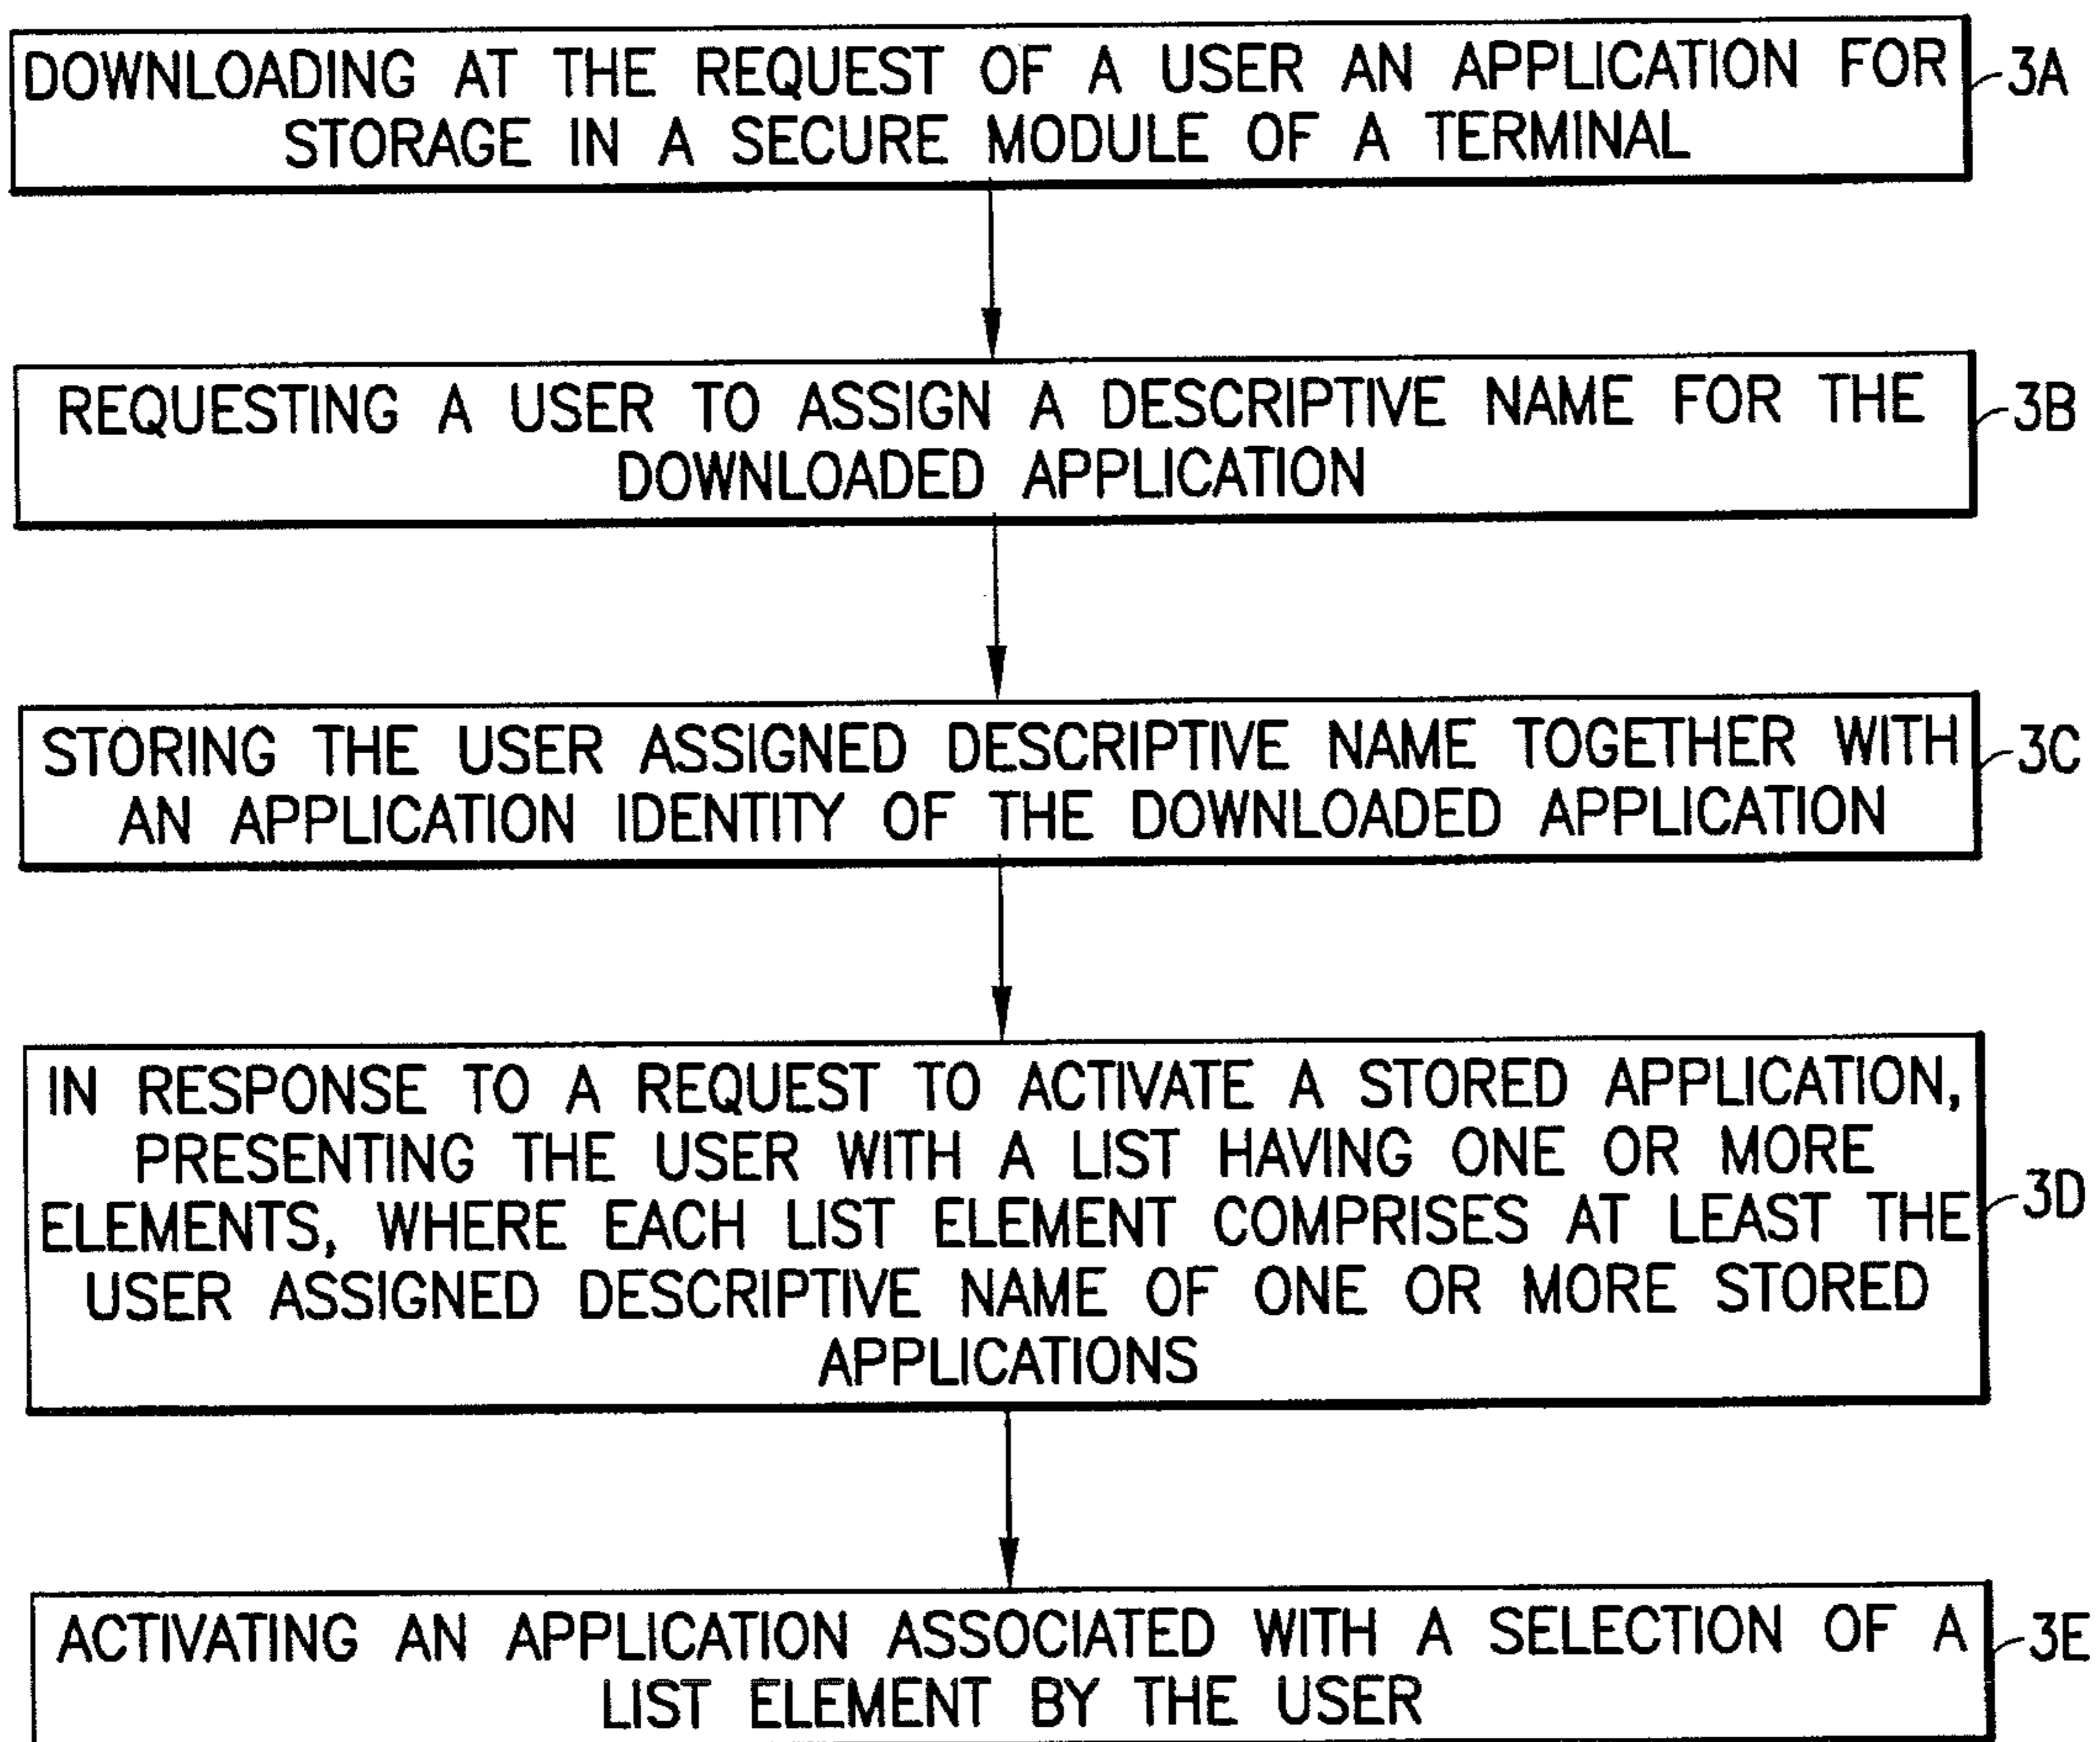 DOWNLOADING AT THE REQUEST OF A USER AN APPLICATION FOR
STORAGE IN A SECURE MODULE OF A TERMINAL
3A
REQUESTING A USER TO ASSIGN A DESCRIPTIVE NAME FOR THE
DOWNLOADED APPLICATION
3B
STORING THE USER ASSIGNED DESCRIPTIVE NAME TOGETHER WITH
AN APPLICATION IDENTITY OF THE DOWNLOADED APPLICATION
3C
IN RESPONSE TO A REQUEST TO ACTIVATE A STORED APPLICATION,
PRESENTING THE USER WITH A LIST HAVING ONE OR MORE
ELEMENTS, WHERE EACH LIST ELEMENT COMPRISES AT LEAST THE
USER ASSIGNED DESCRIPTIVE NAME OF ONE OR MORE STORED
APPLICATIONS
3D
ACTIVATING AN APPLICATION ASSOCIATED WITH A SELECTION OF A
LIST ELEMENT BY THE USER
3E